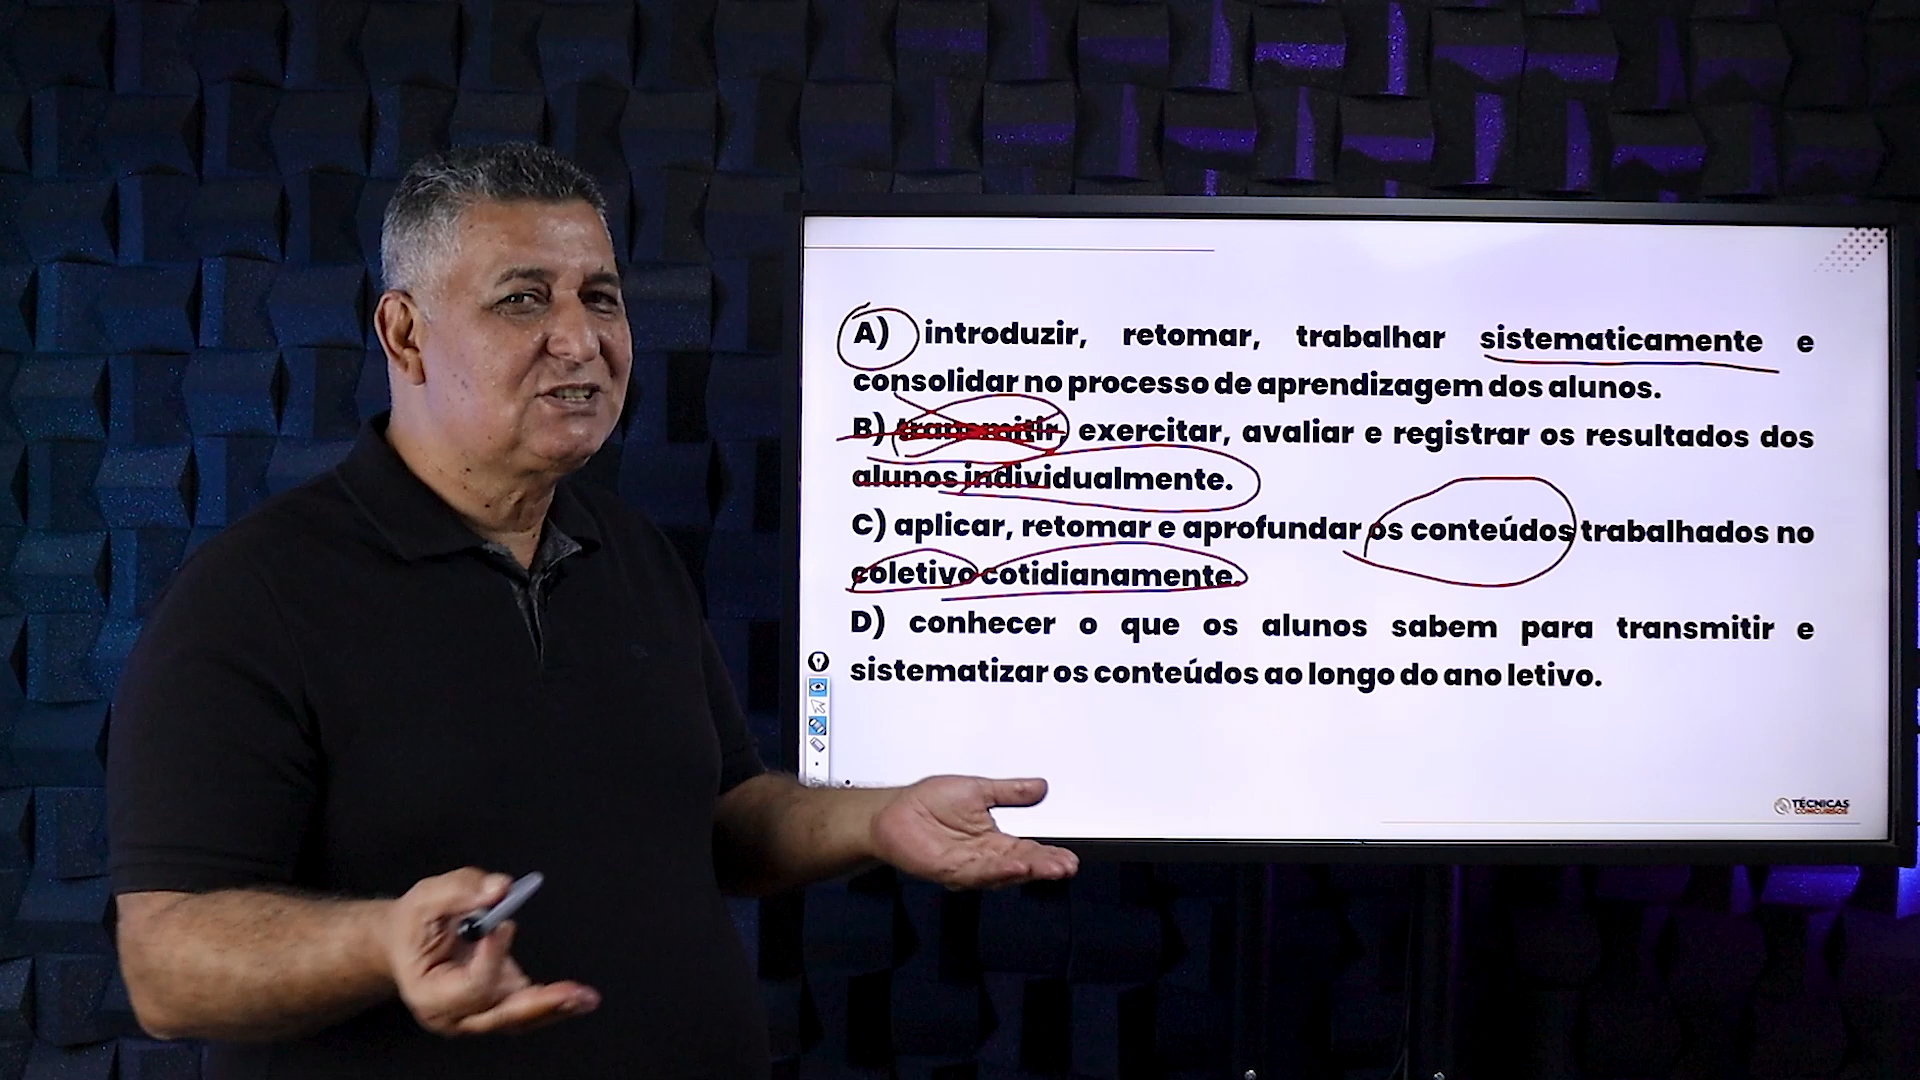 A) introduzir, retomar, trabalhar sistematicamente e
consolidar no processo de aprendizagem dos alunos.
B) transmitir, exercitar, avaliar e registrar os resultados dos
alunos individualmente.
C) aplicar, retomar e aprofundar os conteúdos trabalhados no
coletivo cotidianamente.
D) conhecer o que os alunos sabem para transmitir e
sistematizar os conteúdos ao longo do ano letivo.
TÉCNICAS
CONCURSOS